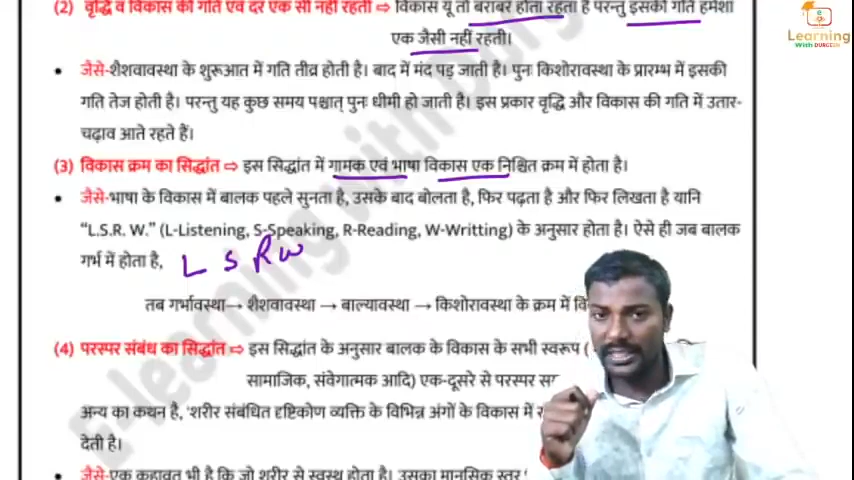 (2) वृद्धि व विकास की गति एवं दर एक सी नहीं रहती ⇨ विकास यूं तो बराबर होता रहता है परन्तु इसकी गति हमेशा
एक जैसी नहीं रहती।
• जैसे-शैशवावस्था के शुरूआत में गति तीव्र होती है। बाद में मंद पड़ जाती है। पुनः किशोरावस्था के प्रारम्भ में इसकी
गति तेज होती है। परन्तु यह कुछ समय पश्चात् पुनः धीमी हो जाती है। इस प्रकार वृद्धि और विकास की गति में उतार-
चढ़ाव आते रहते हैं।
(3) विकास क्रम का सिद्धांत ⇨ इस सिद्धांत में गामक एवं भाषा विकास एक निश्चित क्रम में होता है।
• जैसे-भाषा के विकास में बालक पहले सुनता है, उसके बाद बोलता है, फिर पढ़ता है और फिर लिखता है यानि
“L.S.R. W.” (L-Listening, S-Speaking, R-Reading, W-Writting) के अनुसार होता है। ऐसे ही जब बालक
गर्भ में होता है,
L S R W
तब गर्भावस्था→ शैशवावस्था → बाल्यावस्था → किशोरावस्था के क्रम में
(4) परस्पर संबंध का सिद्धांत ⇨ इस सिद्धांत के अनुसार बालक के विकास के सभी स्वरूप
सामाजिक, संवेगात्मक आदि) एक-दूसरे से परस्पर
अन्य का कथन है, ‘शरीर संबंधित दृष्टिकोण व्यक्ति के विभिन्न अंगों के विकास में
देती है।
• जैसे-एक कहावत भी है कि जो शरीर से स्वस्थ होता है। उसका मानसिक स्तर
e Learning
With DURGESH
E-learning with Dur